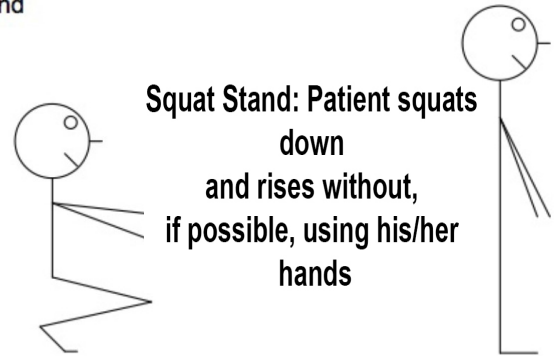 Squat Stand: Patient squats
down
and rises without,
if possible, using his/her
hands